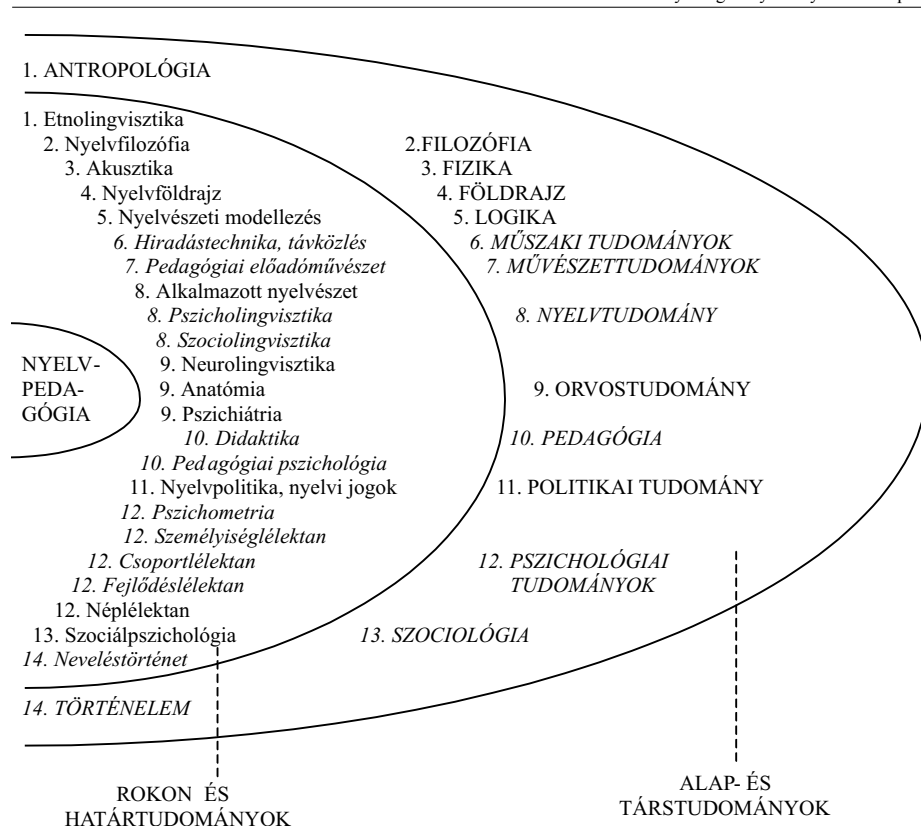 1. ANTROPOLÓGIA
1. Etnolingvisztika
2. Nyelvfilozófia
2.FILOZÓFIA
3. Akusztika
3. FIZIKA
4. Nyelvföldrajz
4. FÖLDRAJZ
5. Nyelvészeti modellezés
5. LOGIKA
6. Hiradástechnika, távközlés
6. MŰSZAKI TUDOMÁNYOK
7. Pedagógiai előadóművészet
7. MŰVÉSZETTUDOMÁNYOK
8. Alkalmazott nyelvészet
8. Pszicholingvisztika
8. NYELVTUDOMÁNY
8. Szociolingvisztika
NYELV-
PEDA-
GÓGIA
9. Neurolingvisztika
9. Anatómia
9. ORVOSTUDOMÁNY
9. Pszichiátria
10. Didaktika
10. PEDAGÓGIA
10. Pedagógiai pszichológia
11. Nyelvpolitika, nyelvi jogok
11. POLITIKAI TUDOMÁNY
12. Pszichometria
12. Személyiséglélektan
12. Csoportlélektan
12. PSZICHOLÓGIAI
TUDOMÁNYOK
12. Fejlődéslélektan
12. Néplélektan
13. Szociálpszichológia
13. SZOCIOLÓGIA
14. Neveléstörténet
14. TÖRTÉNELEM
ROKON ÉS
HATÁRTUDOMÁNYOK
ALAP- ÉS
TÁRSTUDOMÁNYOK